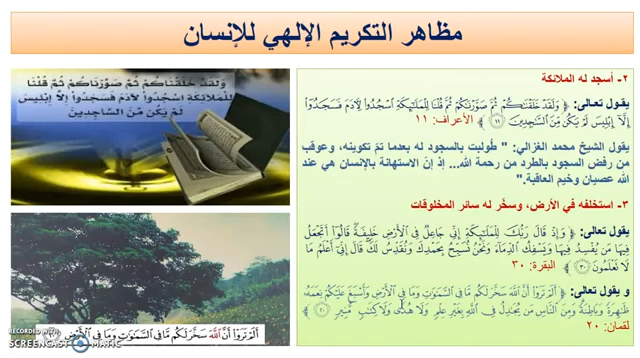 مظاهر التكريم الإلهي للإنسان
٢- أسجد له الملائكة
يقول تعالى: ﴿ وَلَقَدْ خَلَقْنَاكُمْ ثُمَّ صَوَّرْنَاكُمْ ثُمَّ قُلْنَا لِلْمَلَائِكَةِ اسْجُدُوا لِآدَمَ فَسَجَدُوا
إِلَّا إِبْلِيسَ لَمْ يَكُن مِّنَ السَّاجِدِينَ ١١ ﴾ الأعراف: ١١
يقول الشيخ محمد الغزالي: " طولبت بالسجود له بعدما تمّ تكوينه، وعوقب
من رفض السجود بالطرد من رحمة الله... إذ إنّ الاستهانة بالإنسان هي عند
الله عصيان وخيم العاقبة."
٣- استخلفه في الأرض، وسخّر له سائر المخلوقات
يقول تعالى: ﴿ وَإِذْ قَالَ رَبُّكَ لِلْمَلَائِكَةِ إِنِّي جَاعِلٌ فِي الْأَرْضِ خَلِيفَةً قَالُوا أَتَجْعَلُ
فِيهَا مَن يُفْسِدُ فِيهَا وَيَسْفِكُ الدِّمَاءَ وَنَحْنُ نُسَبِّحُ بِحَمْدِكَ وَنُقَدِّسُ لَكَ قَالَ إِنِّي أَعْلَمُ مَا
لَا تَعْلَمُونَ ٣٠ ﴾ البقرة: ٣٠
و يقول تعالى: ﴿ أَلَمْ تَرَوْا أَنَّ اللَّهَ سَخَّرَ لَكُم مَّا فِي السَّمَاوَاتِ وَمَا فِي الْأَرْضِ وَأَسْبَغَ عَلَيْكُمْ نِعَمَهُ
ظَاهِرَةً وَبَاطِنَةً وَمِنَ النَّاسِ مَن يُجَادِلُ فِي اللَّهِ بِغَيْرِ عِلْمٍ وَلَا هُدًى وَلَا كِتَابٍ مُّنِيرٍ ٢٠ ﴾
لقمان: ٢٠
وَلَقَدْ خَلَقْنَاكُمْ ثُمَّ صَوَّرْنَاكُمْ ثُمَّ قُلْنَا
لِلْمَلَائِكَةِ اسْجُدُوا لِآدَمَ فَسَجَدُوا إِلَّا إِبْلِيسَ
لَمْ يَكُن مِّنَ السَّاجِدِينَ
أَلَمْ تَرَوْا أَنَّ اللَّهَ سَخَّرَ لَكُم مَّا فِي السَّمَاوَاتِ وَمَا فِي الْأَرْضِ
RECORDED WITH
SCREENCAST MATIC